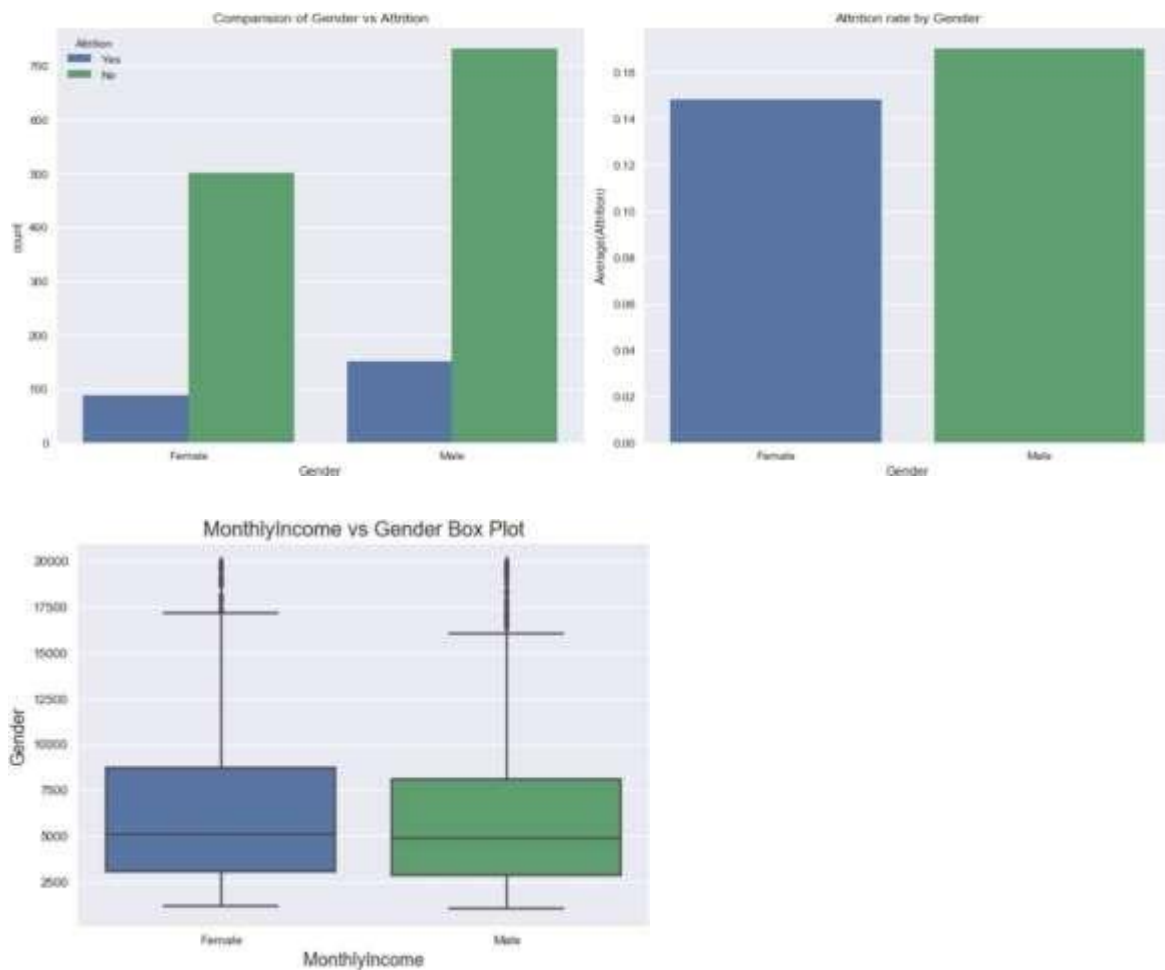 Comparision of Gender vs Attrition
Attrition
Yes
No
700
600
500
400
300
200
100
0
count
Female
Male
Gender
Attrition rate by Gender
0.16
0.14
0.12
0.10
0.08
0.06
0.04
0.02
0.00
Average(Attrition)
Female
Male
Gender
MonthlyIncome vs Gender Box Plot
20000
17500
15000
12500
10000
7500
5000
2500
Gender
Female
Male
MonthlyIncome